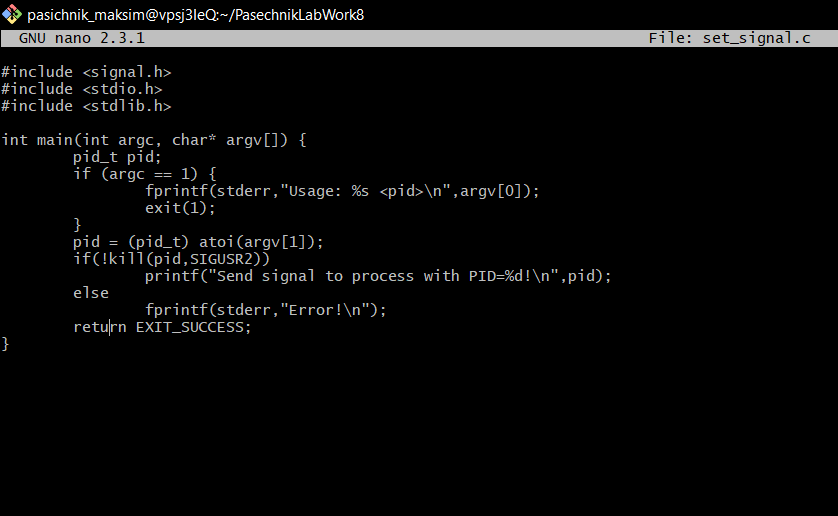 pasichnik_maksim@vpsj3IeQ:~/PasechnikLabWork8
GNU nano 2.3.1 File: set_signal.c
#include <signal.h>
#include <stdio.h>
#include <stdlib.h>
int main(int argc, char* argv[]) {
pid_t pid;
if (argc == 1) {
fprintf(stderr,"Usage: %s <pid>\n",argv[0]);
exit(1);
}
pid = (pid_t) atoi(argv[1]);
if(!kill(pid,SIGUSR2))
printf("Send signal to process with PID=%d!\n",pid);
else
fprintf(stderr,"Error!\n");
return EXIT_SUCCESS;
}